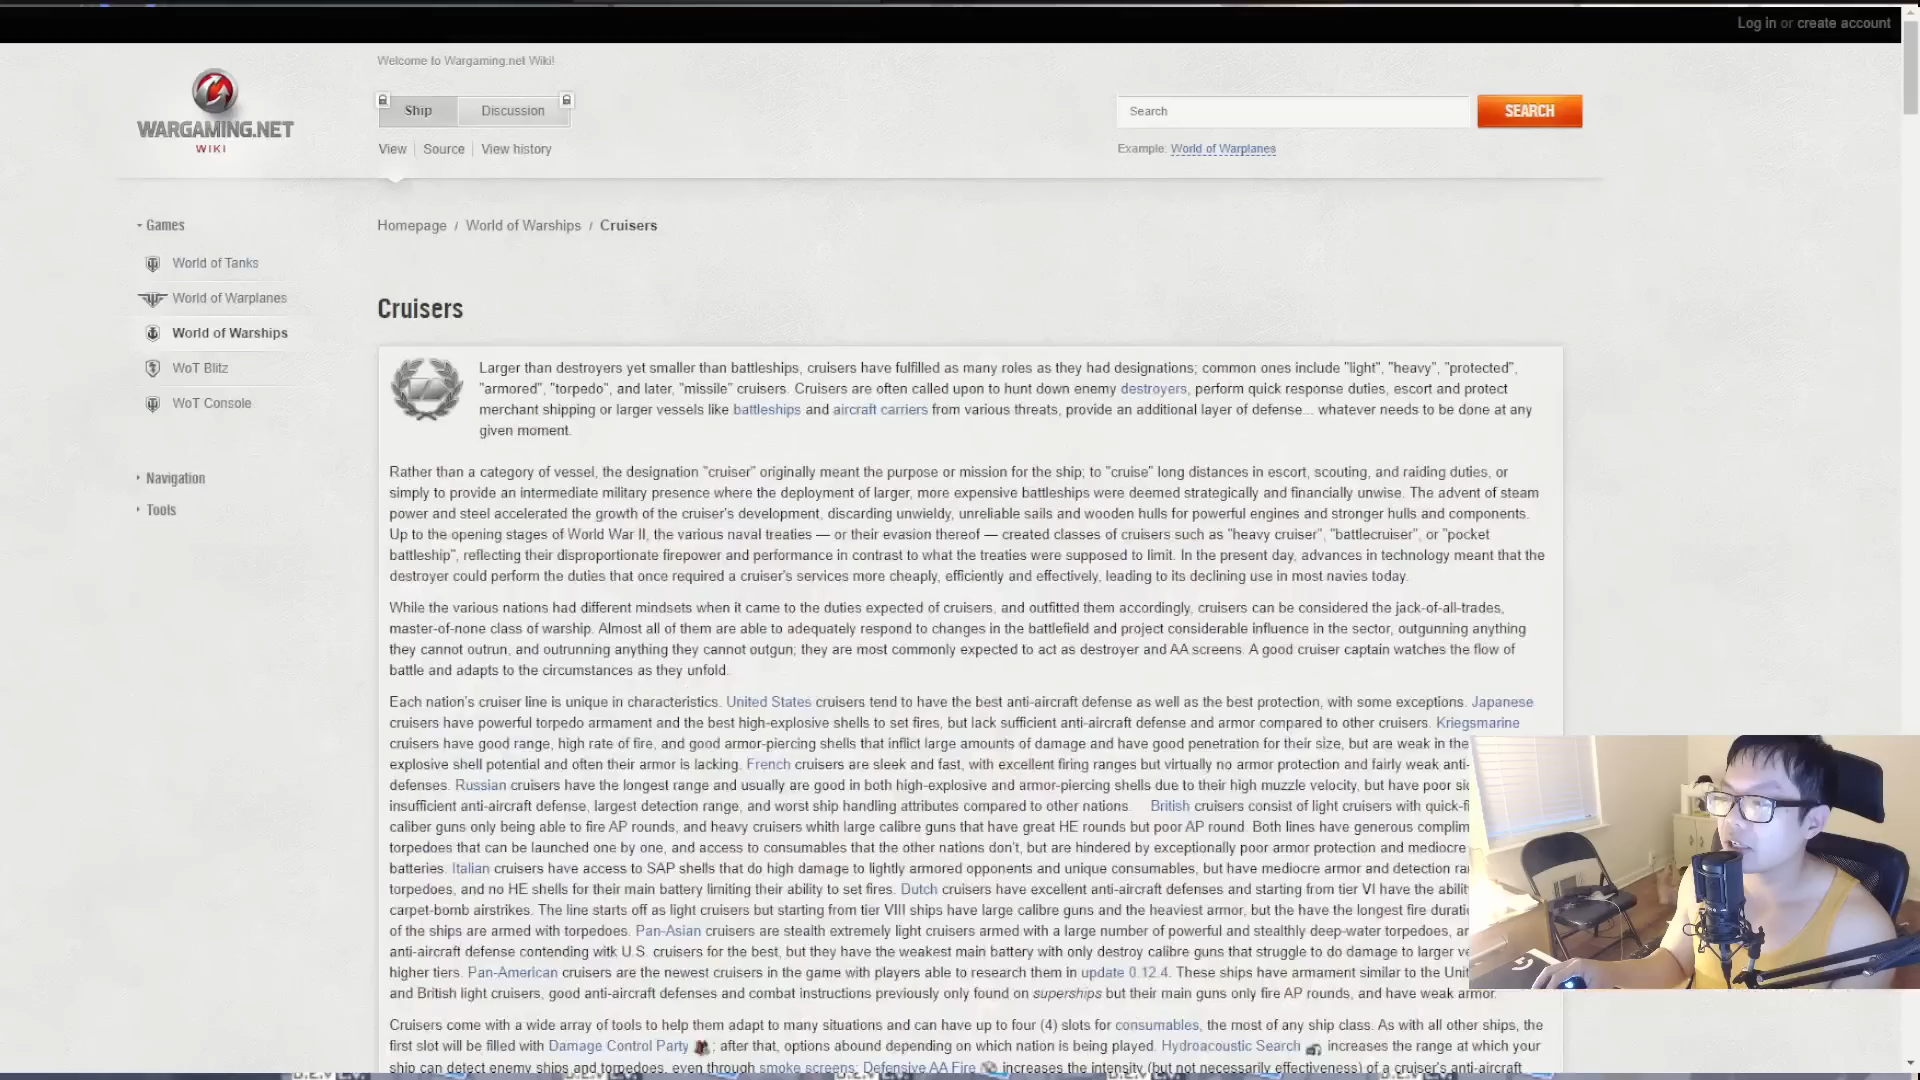 Log in or create account
Welcome to Wargaming.net Wiki!
Ship
Discussion
Search
SEARCH
WARGAMING.NET
WIKI
View
Source
View history
Example: World of Warplanes
Games
Homepage / World of Warships / Cruisers
World of Tanks
World of Warplanes
World of Warships
WoT Blitz
WoT Console
Navigation
Tools
Cruisers
Larger than destroyers yet smaller than battleships, cruisers have fulfilled as many roles as they had designations; common ones include "light", "heavy", "protected",
"armored", "torpedo", and later, "missile" cruisers. Cruisers are often called upon to hunt down enemy destroyers, perform quick response duties, escort and protect
merchant shipping or larger vessels like battleships and aircraft carriers from various threats, provide an additional layer of defense... whatever needs to be done at any
given moment.
Rather than a category of vessel, the designation "cruiser" originally meant the purpose or mission for the ship; to "cruise" long distances in escort, scouting, and raiding duties, or
simply to provide an intermediate military presence where the deployment of larger, more expensive battleships were deemed strategically and financially unwise. The advent of steam
power and steel accelerated the growth of the cruiser's development, discarding unwieldy, unreliable sails and wooden hulls for powerful engines and stronger hulls and components.
Up to the opening stages of World War II, the various naval treaties — or their evasion thereof — created classes of cruisers such as "heavy cruiser", "battlecruiser", or "pocket
battleship", reflecting their disproportionate firepower and performance in contrast to what the treaties were supposed to limit. In the present day, advances in technology meant that the
destroyer could perform the duties that once required a cruiser's services more cheaply, efficiently and effectively, leading to its declining use in most navies today.
While the various nations had different mindsets when it came to the duties expected of cruisers, and outfitted them accordingly, cruisers can be considered the jack-of-all-trades,
master-of-none class of warship. Almost all of them are able to adequately respond to changes in the battlefield and project considerable influence in the sector, outgunning anything
they cannot outrun, and outrunning anything they cannot outgun; they are most commonly expected to act as destroyer and AA screens. A good cruiser captain watches the flow of
battle and adapts to the circumstances as they unfold.
Each nation's cruiser line is unique in characteristics. United States cruisers tend to have the best anti-aircraft defense as well as the best protection, with some exceptions. Japanese
cruisers have powerful torpedo armament and the best high-explosive shells to set fires, but lack sufficient anti-aircraft defense and armor compared to other cruisers. Kriegsmarine
cruisers have good range, high rate of fire, and good armor-piercing shells that inflict large amounts of damage and have good penetration for their size, but are weak in the
explosive shell potential and often their armor is lacking. French cruisers are sleek and fast, with excellent firing ranges but virtually no armor protection and fairly weak anti-
defenses. Russian cruisers have the longest range and usually are good in both high-explosive and armor-piercing shells due to their high muzzle velocity, but have poor
insufficient anti-aircraft defense, largest detection range, and worst ship handling attributes compared to other nations. British cruisers consist of light cruisers with
caliber guns only being able to fire AP rounds, and heavy cruisers whith large calibre guns that have great HE rounds but poor AP round. Both lines have generous
torpedoes that can be launched one by one, and access to consumables that the other nations don't, but are hindered by exceptionally poor armor protection and mediocre
batteries. Italian cruisers have access to SAP shells that do high damage to lightly armored opponents and unique consumables, but have mediocre armor and detection
torpedoes, and no HE shells for their main battery limiting their ability to set fires. Dutch cruisers have excellent anti-aircraft defenses and starting from tier VI have the
carpet-bomb airstrikes. The line starts off as light cruisers but starting from tier VIII ships have large calibre guns and the heaviest armor, but the have the longest fire
of the ships are armed with torpedoes. Pan-Asian cruisers are stealth extremely light cruisers armed with a large number of powerful and stealthly deep-water torpedoes,
anti-aircraft defense contending with U.S. cruisers for the best, but they have the weakest main battery with only destroy calibre guns that struggle to do damage to larger
higher tiers. Pan-American cruisers are the newest cruisers in the game with players able to research them in update 0.12.4. These ships have armament similar to the
and British light cruisers, good anti-aircraft defenses and combat instructions previously only found on superships but their main guns only fire AP rounds, and have weak armor.
Cruisers come with a wide array of tools to help them adapt to many situations and can have up to four (4) slots for consumables, the most of any ship class. As with all other ships, the
first slot will be filled with Damage Control Party ; after that, options abound depending on which nation is being played. Hydroacoustic Search increases the range at which your
ship can detect enemy ships and torpedoes, even through smoke screens; Defensive AA Fire increases the intensity (but not necessarily effectiveness) of a cruiser's anti-aircraft